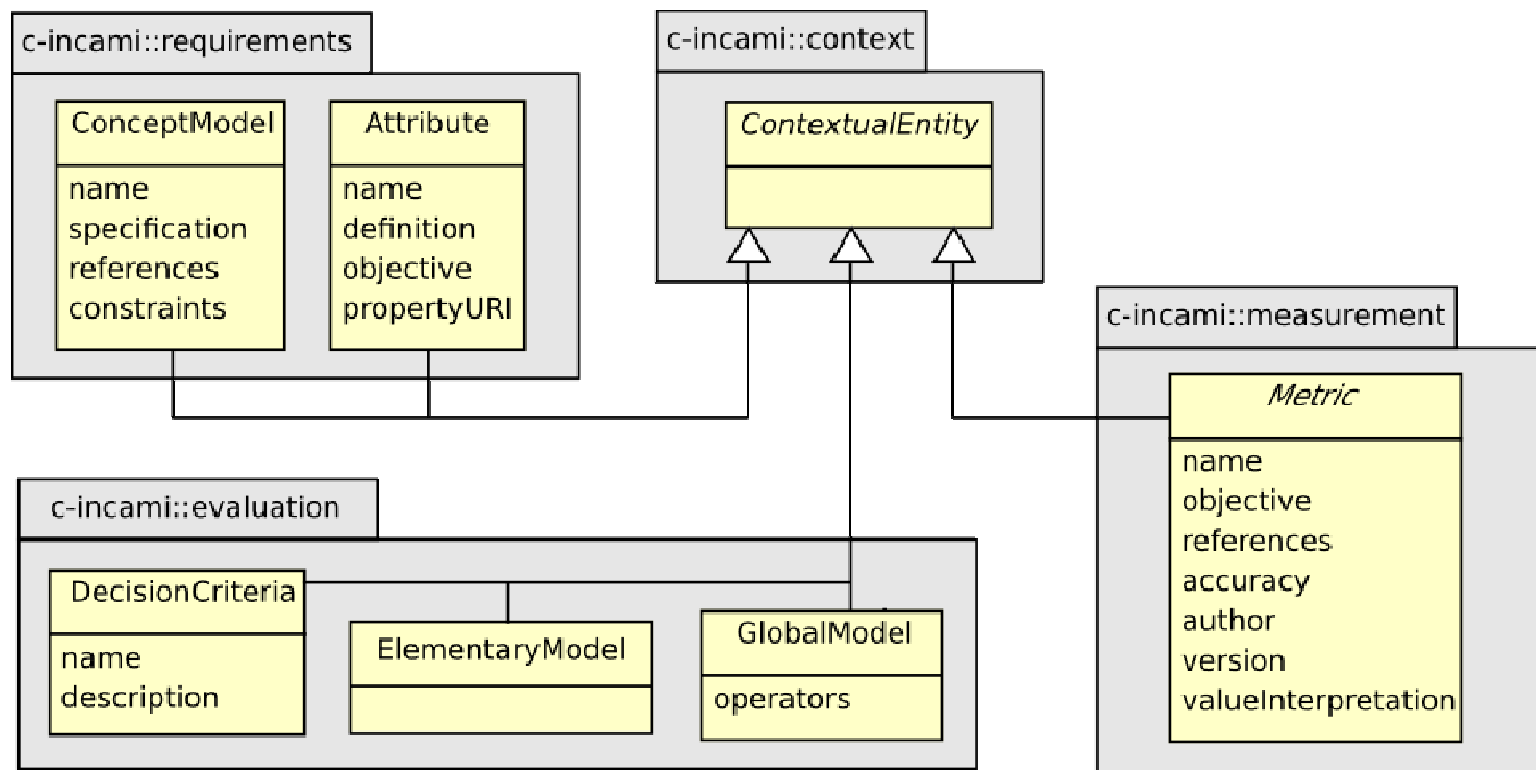 c-incami::requirements
ConceptModel
name
specification
references
constraints
Attribute
name
definition
objective
propertyURI
c-incami::context
ContextualEntity
c-incami::measurement
Metric
name
objective
references
accuracy
author
version
valueInterpretation
c-incami::evaluation
DecisionCriteria
name
description
ElementaryModel
GlobalModel
operators